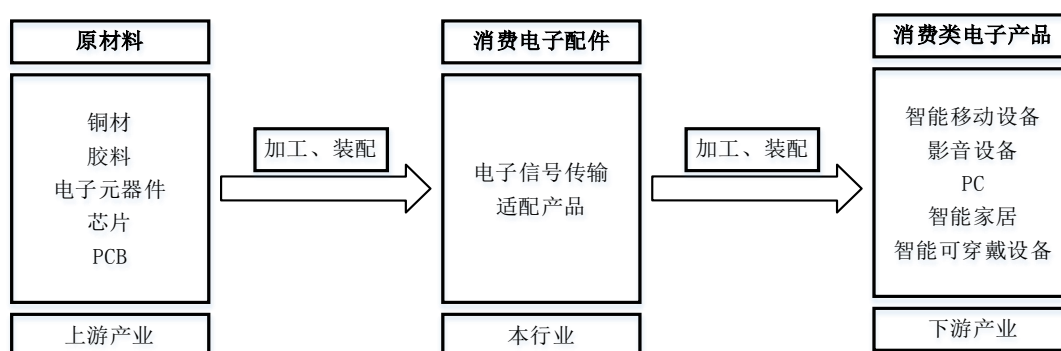 原材料
铜材
胶料
电子元器件
芯片
PCB
上游产业
加工、装配
消费电子配件
电子信号传输
适配产品
本行业
加工、装配
消费类电子产品
智能移动设备
影音设备
PC
智能家居
智能可穿戴设备
下游产业